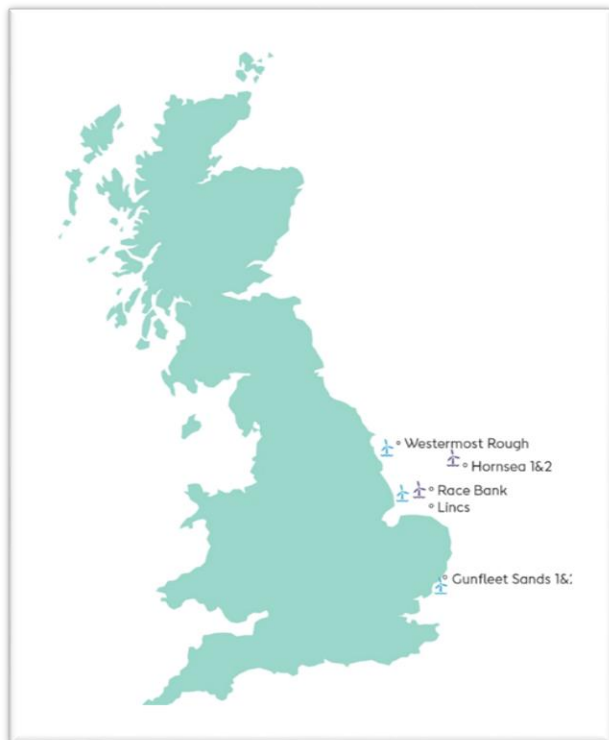 Westermost Rough
Hornsea 1&2
Race Bank
Lincs
Gunfleet Sands 1&